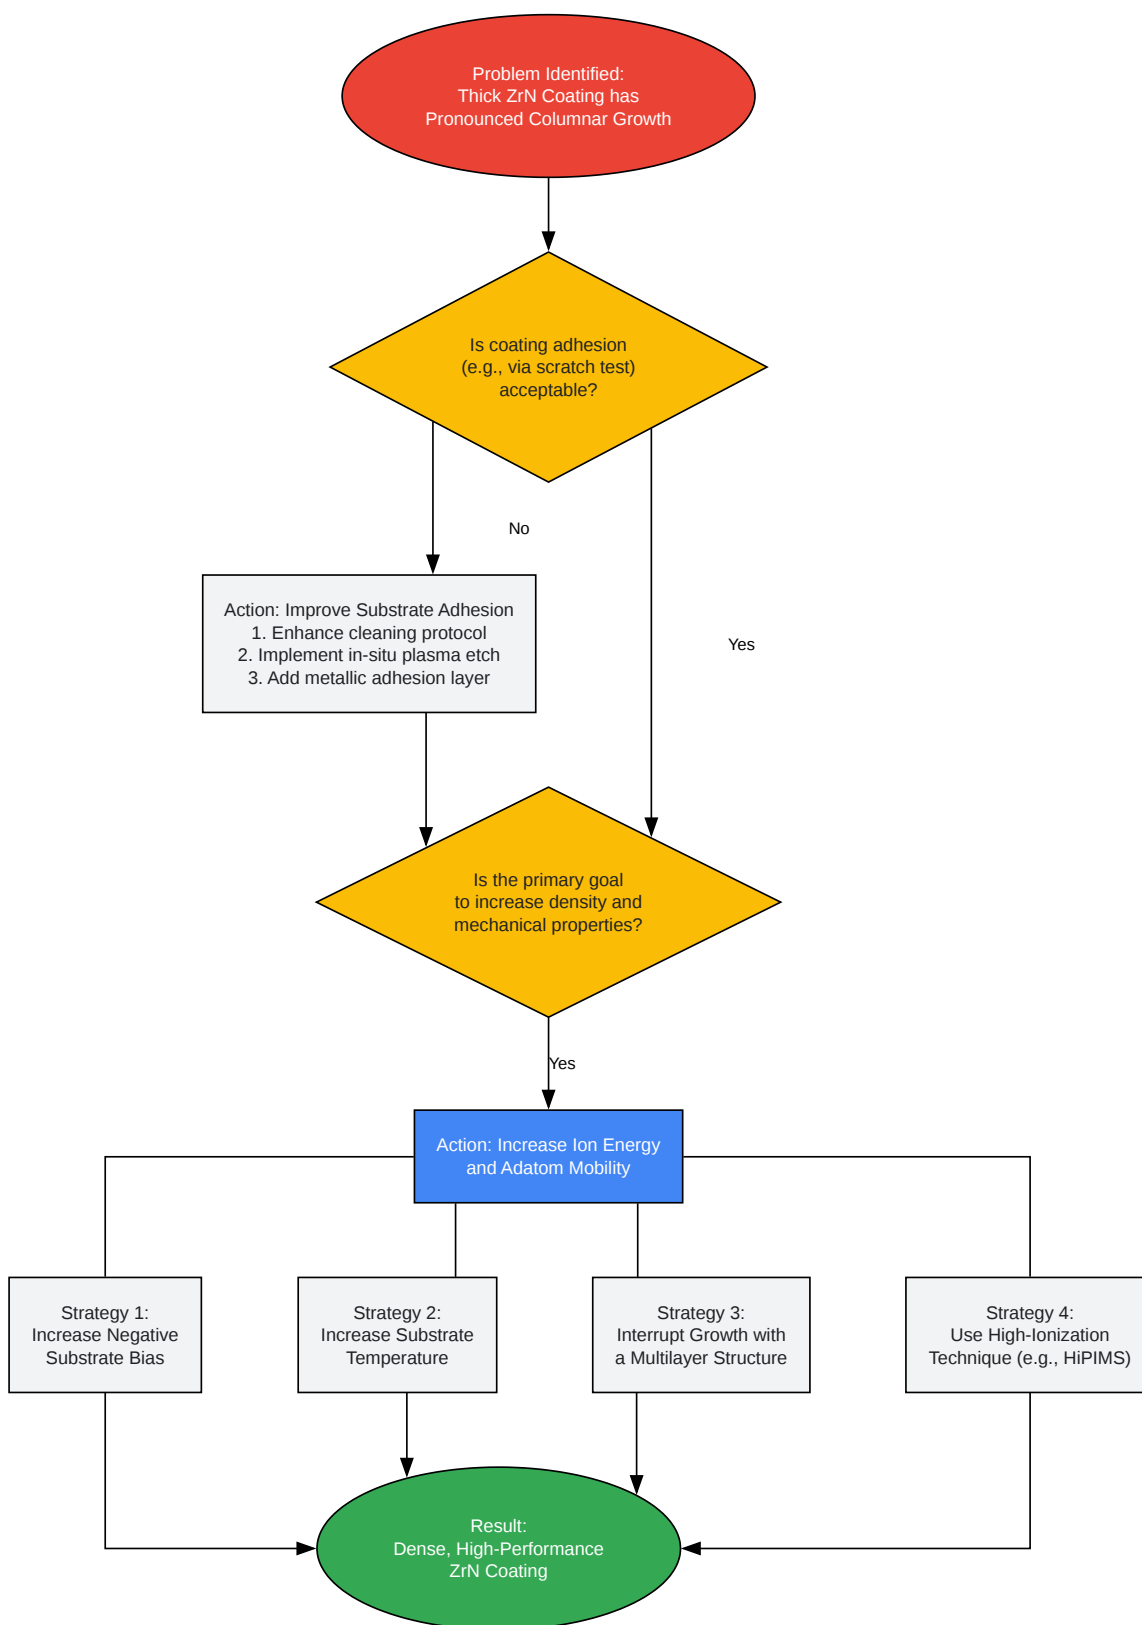 Problem Identified:
Thick ZrN Coating has
Pronounced Columnar Growth
Is coating adhesion
(e.g., via scratch test)
acceptable?
No
Action: Improve Substrate Adhesion
1. Enhance cleaning protocol
2. Implement in-situ plasma etch
3. Add metallic adhesion layer
Yes
Is the primary goal
to increase density and
mechanical properties?
Yes
Action: Increase Ion Energy
and Adatom Mobility
Strategy 1:
Increase Negative
Substrate Bias
Strategy 2:
Increase Substrate
Temperature
Strategy 3:
Interrupt Growth with
a Multilayer Structure
Strategy 4:
Use High-Ionization
Technique (e.g., HiPIMS)
Result:
Dense, High-Performance
ZrN Coating